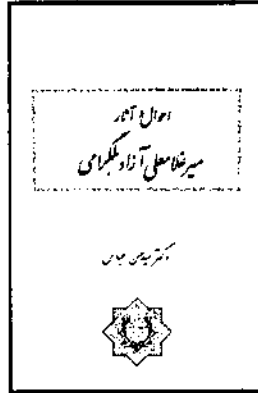 احوال و آثار
میر غلامعلی آزاد بلگرامی
دکتر سید حسن عباس